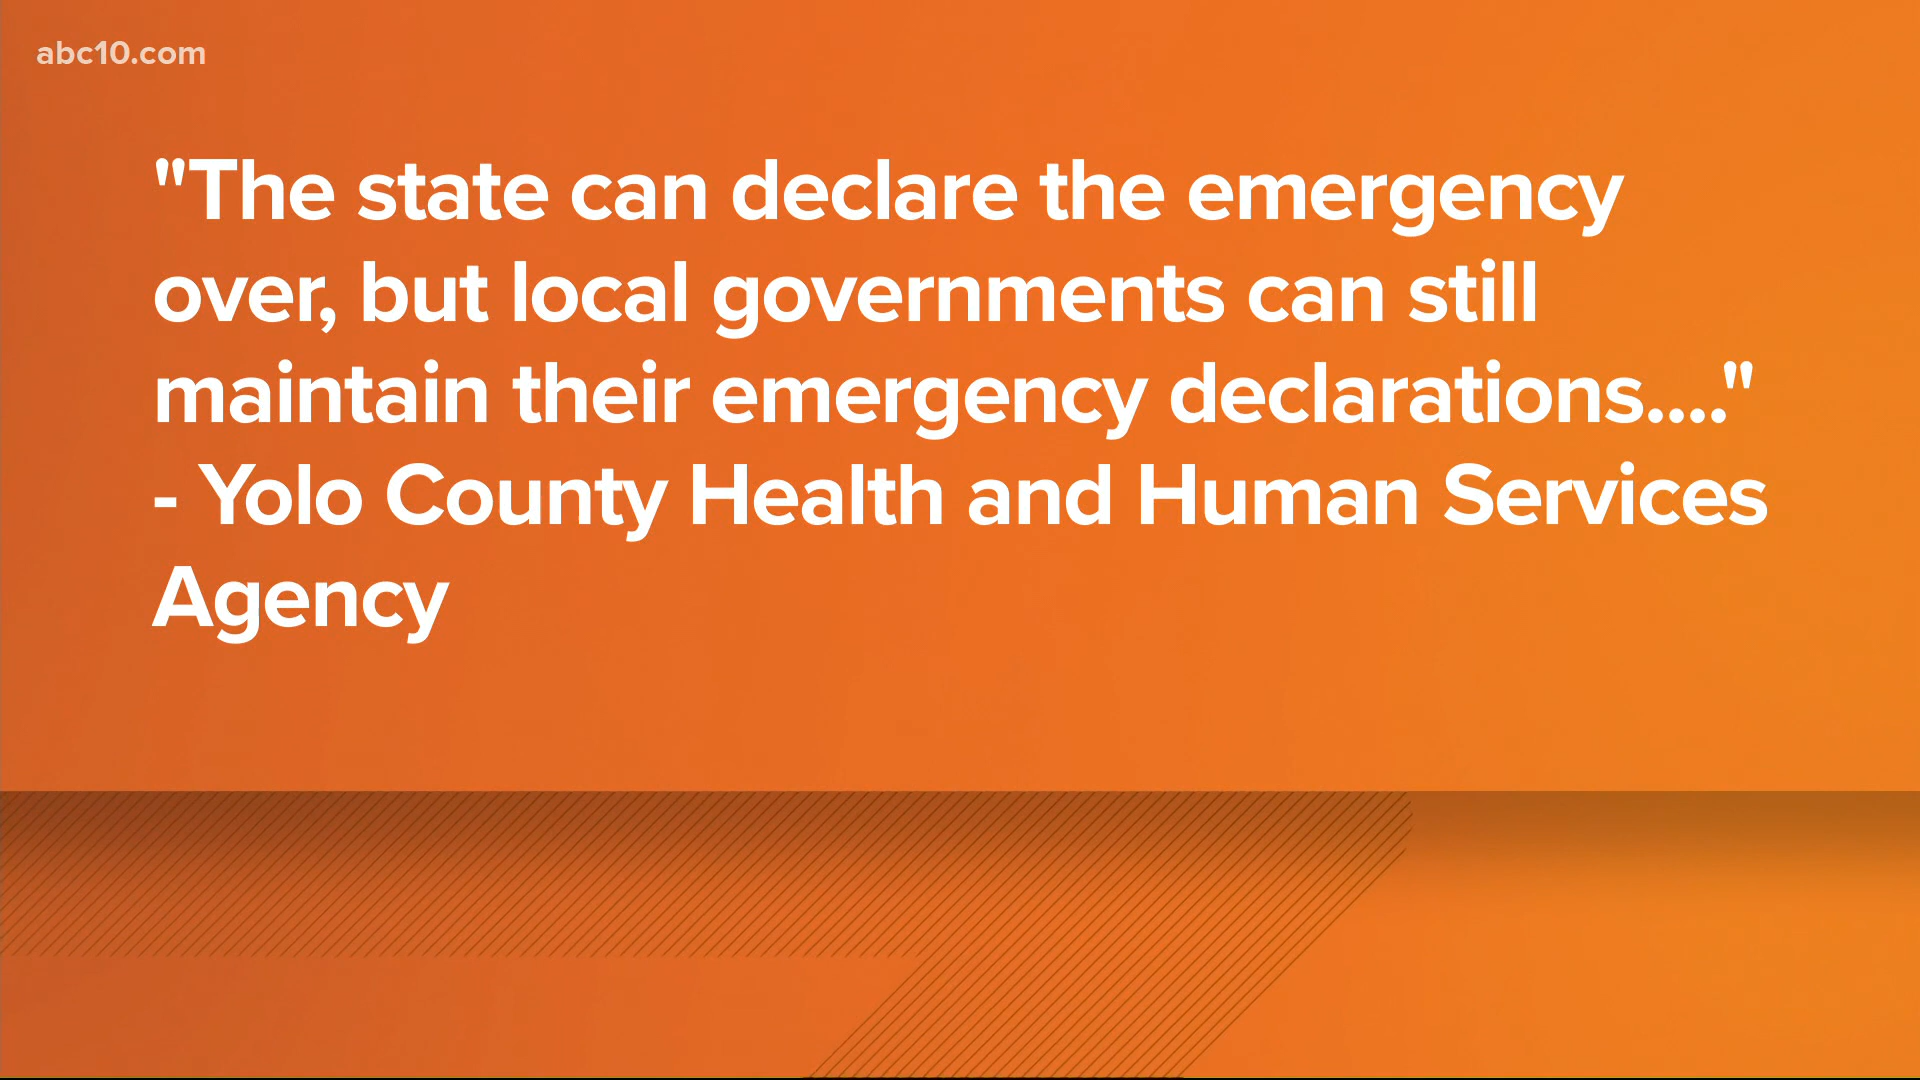 abc10.com
"The state can declare the emergency
over, but local governments can still
maintain their emergency declarations...."
- Yolo County Health and Human Services
Agency